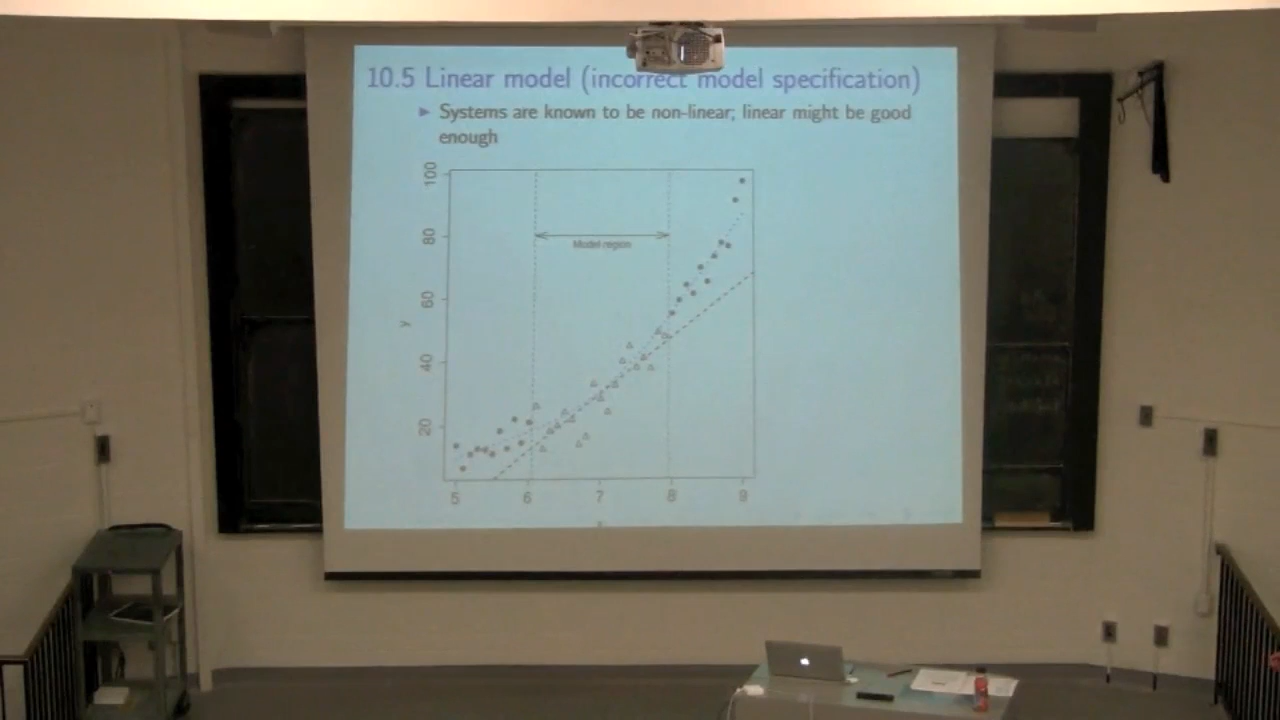 10.5 Linear model (incorrect model specification)
► Systems are known to be non-linear; linear might be good
enough
100
80
60
40
20
y
Model region
5 6 7 8 9
x